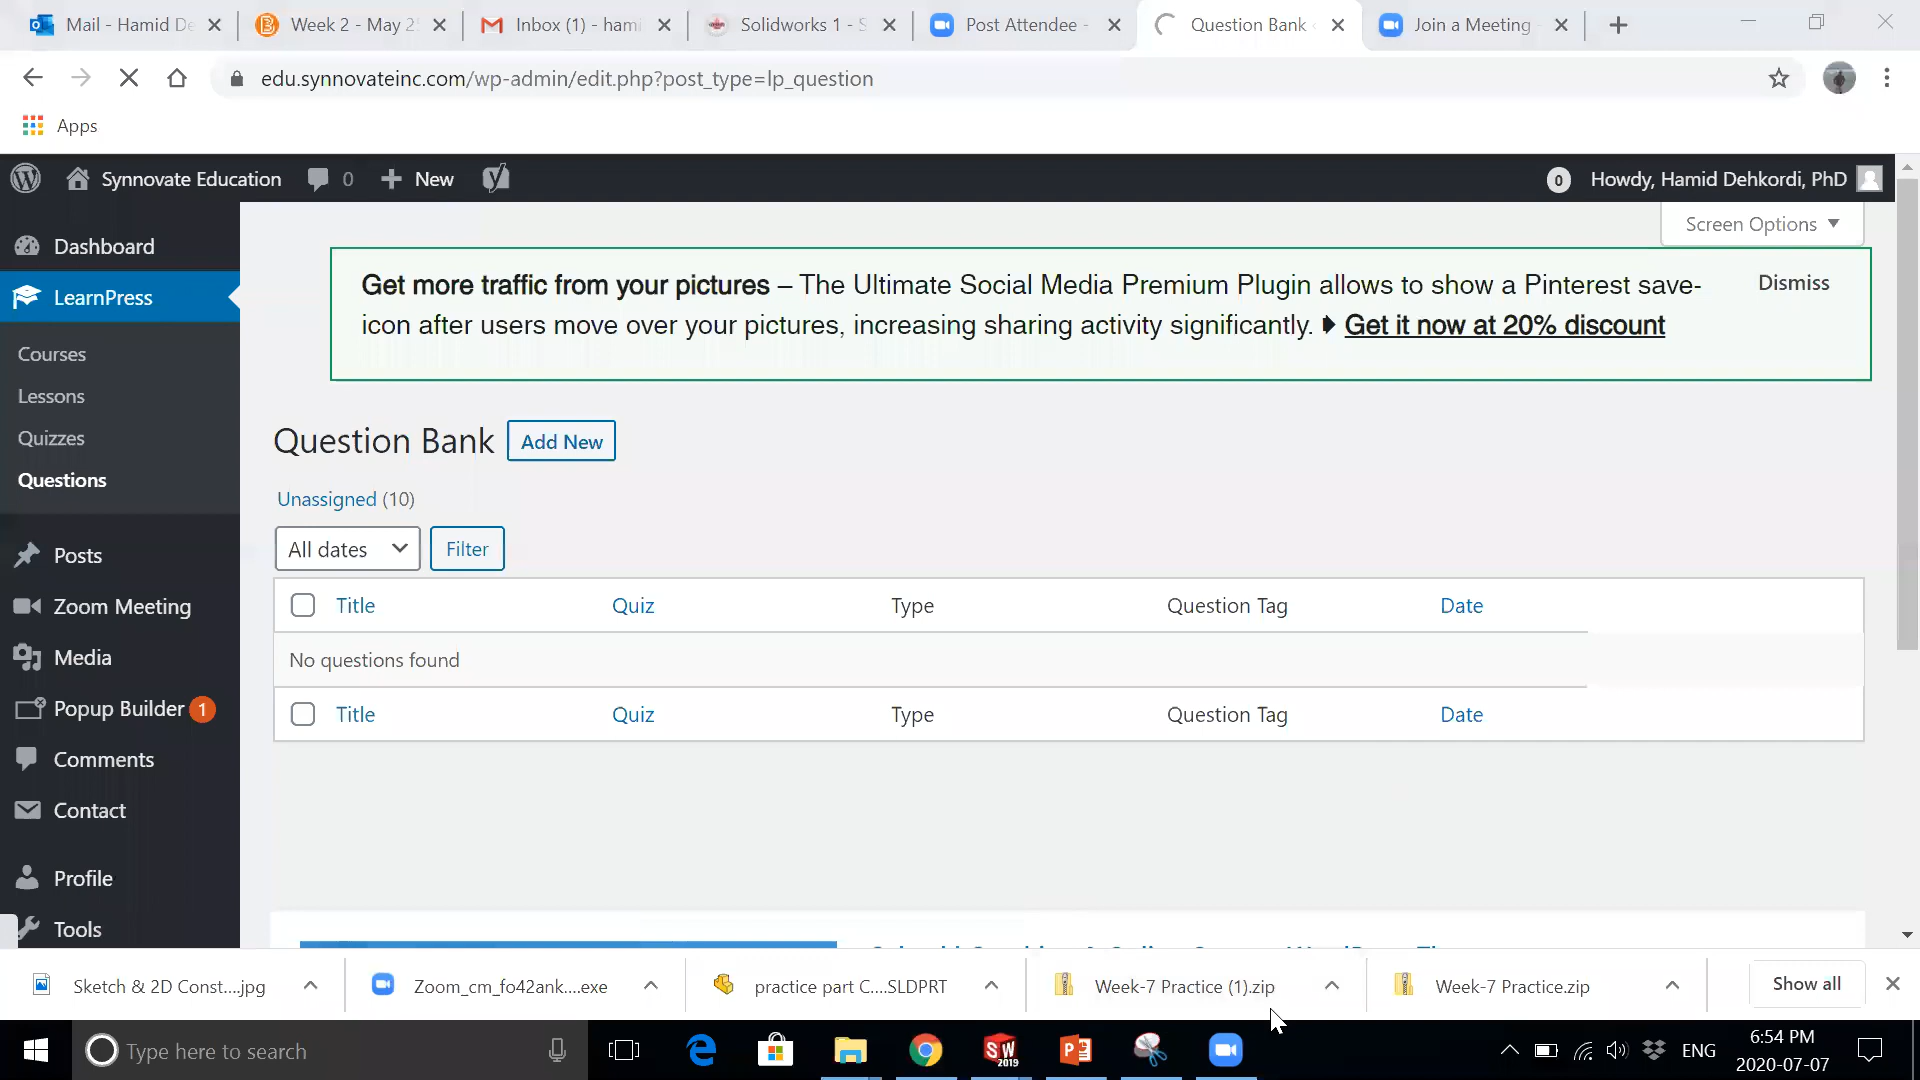 Mail - Hamid De
Week 2 - May 2
Inbox (1) - hami
Solidworks 1 - S
Post Attendee -
Question Bank
Join a Meeting
edu.synnovateinc.com/wp-admin/edit.php?post_type=lp_question
Apps
Synnovate Education
0
New
0
Howdy, Hamid Dehkordi, PhD
Screen Options
Dashboard
LearnPress
Courses
Lessons
Quizzes
Questions
Posts
Zoom Meeting
Media
Popup Builder 1
Comments
Contact
Profile
Tools
Get more traffic from your pictures – The Ultimate Social Media Premium Plugin allows to show a Pinterest save-
icon after users move over your pictures, increasing sharing activity significantly. Get it now at 20% discount
Dismiss
Question Bank
Add New
Unassigned (10)
All dates
Filter
Title Quiz Type Question Tag Date
No questions found
Title Quiz Type Question Tag Date
Sketch & 2D Const....jpg
Zoom_cm_fo42ank....exe
practice part C....SLDPRT
Week-7 Practice (1).zip
Week-7 Practice.zip
Show all
Type here to search
SW
2019
ENG
6:54 PM
2020-07-07